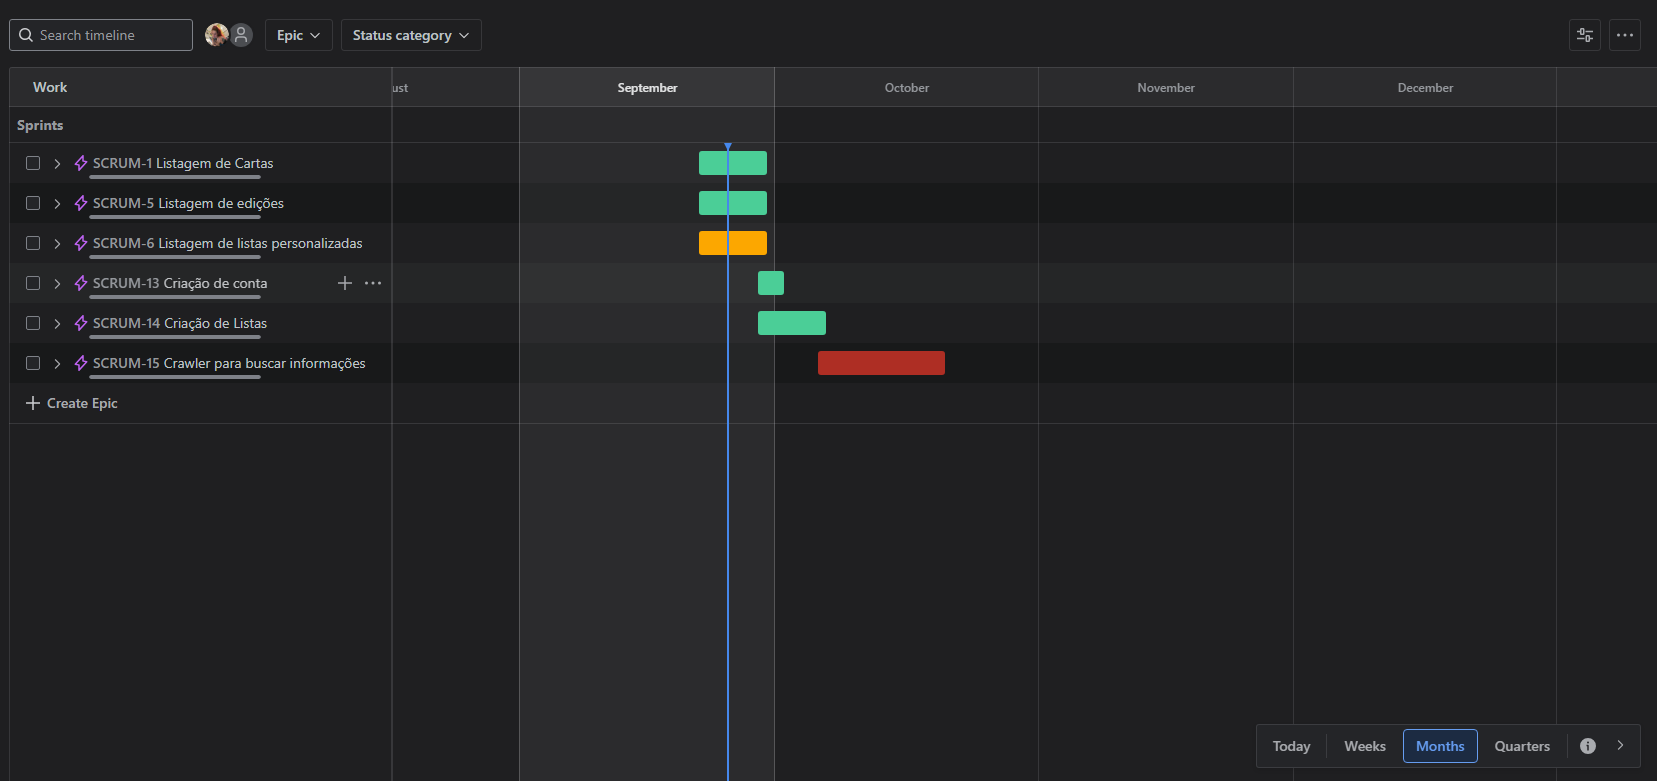 Search timeline
Epic
Status category
Work
ust
September
October
November
December
Sprints
SCRUM-1 Listagem de Cartas
SCRUM-5 Listagem de edições
SCRUM-6 Listagem de listas personalizadas
SCRUM-13 Criação de conta
SCRUM-14 Criação de Listas
SCRUM-15 Crawler para buscar informações
Create Epic
Today
Weeks
Months
Quarters